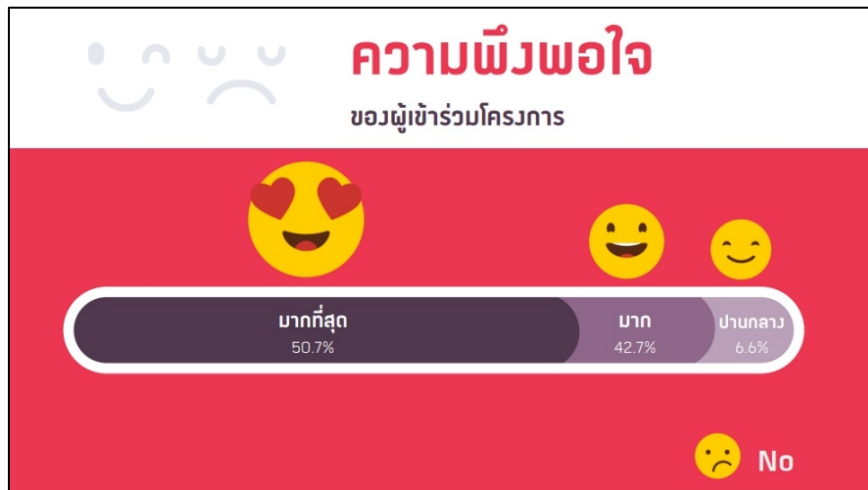 ความพึงพอใจ
ของผู้เข้าร่วมโครงการ
มากที่สุด
50.7%
มาก
42.7%
ปานกลาง
6.6%
No